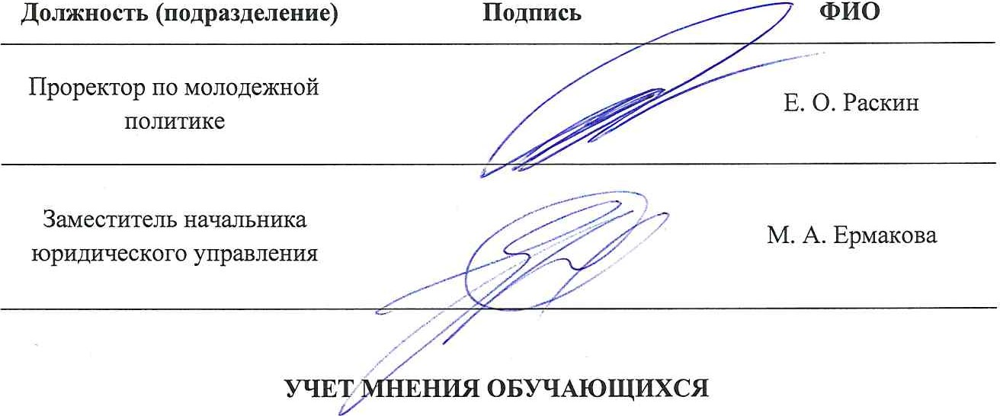 Должность (подразделение) Подпись ФИО
Проректор по молодежной
политике
Е. О. Раскин
Заместитель начальника
юридического управления
М. А. Ермакова
УЧЕТ МНЕНИЯ ОБУЧАЮЩИХСЯ